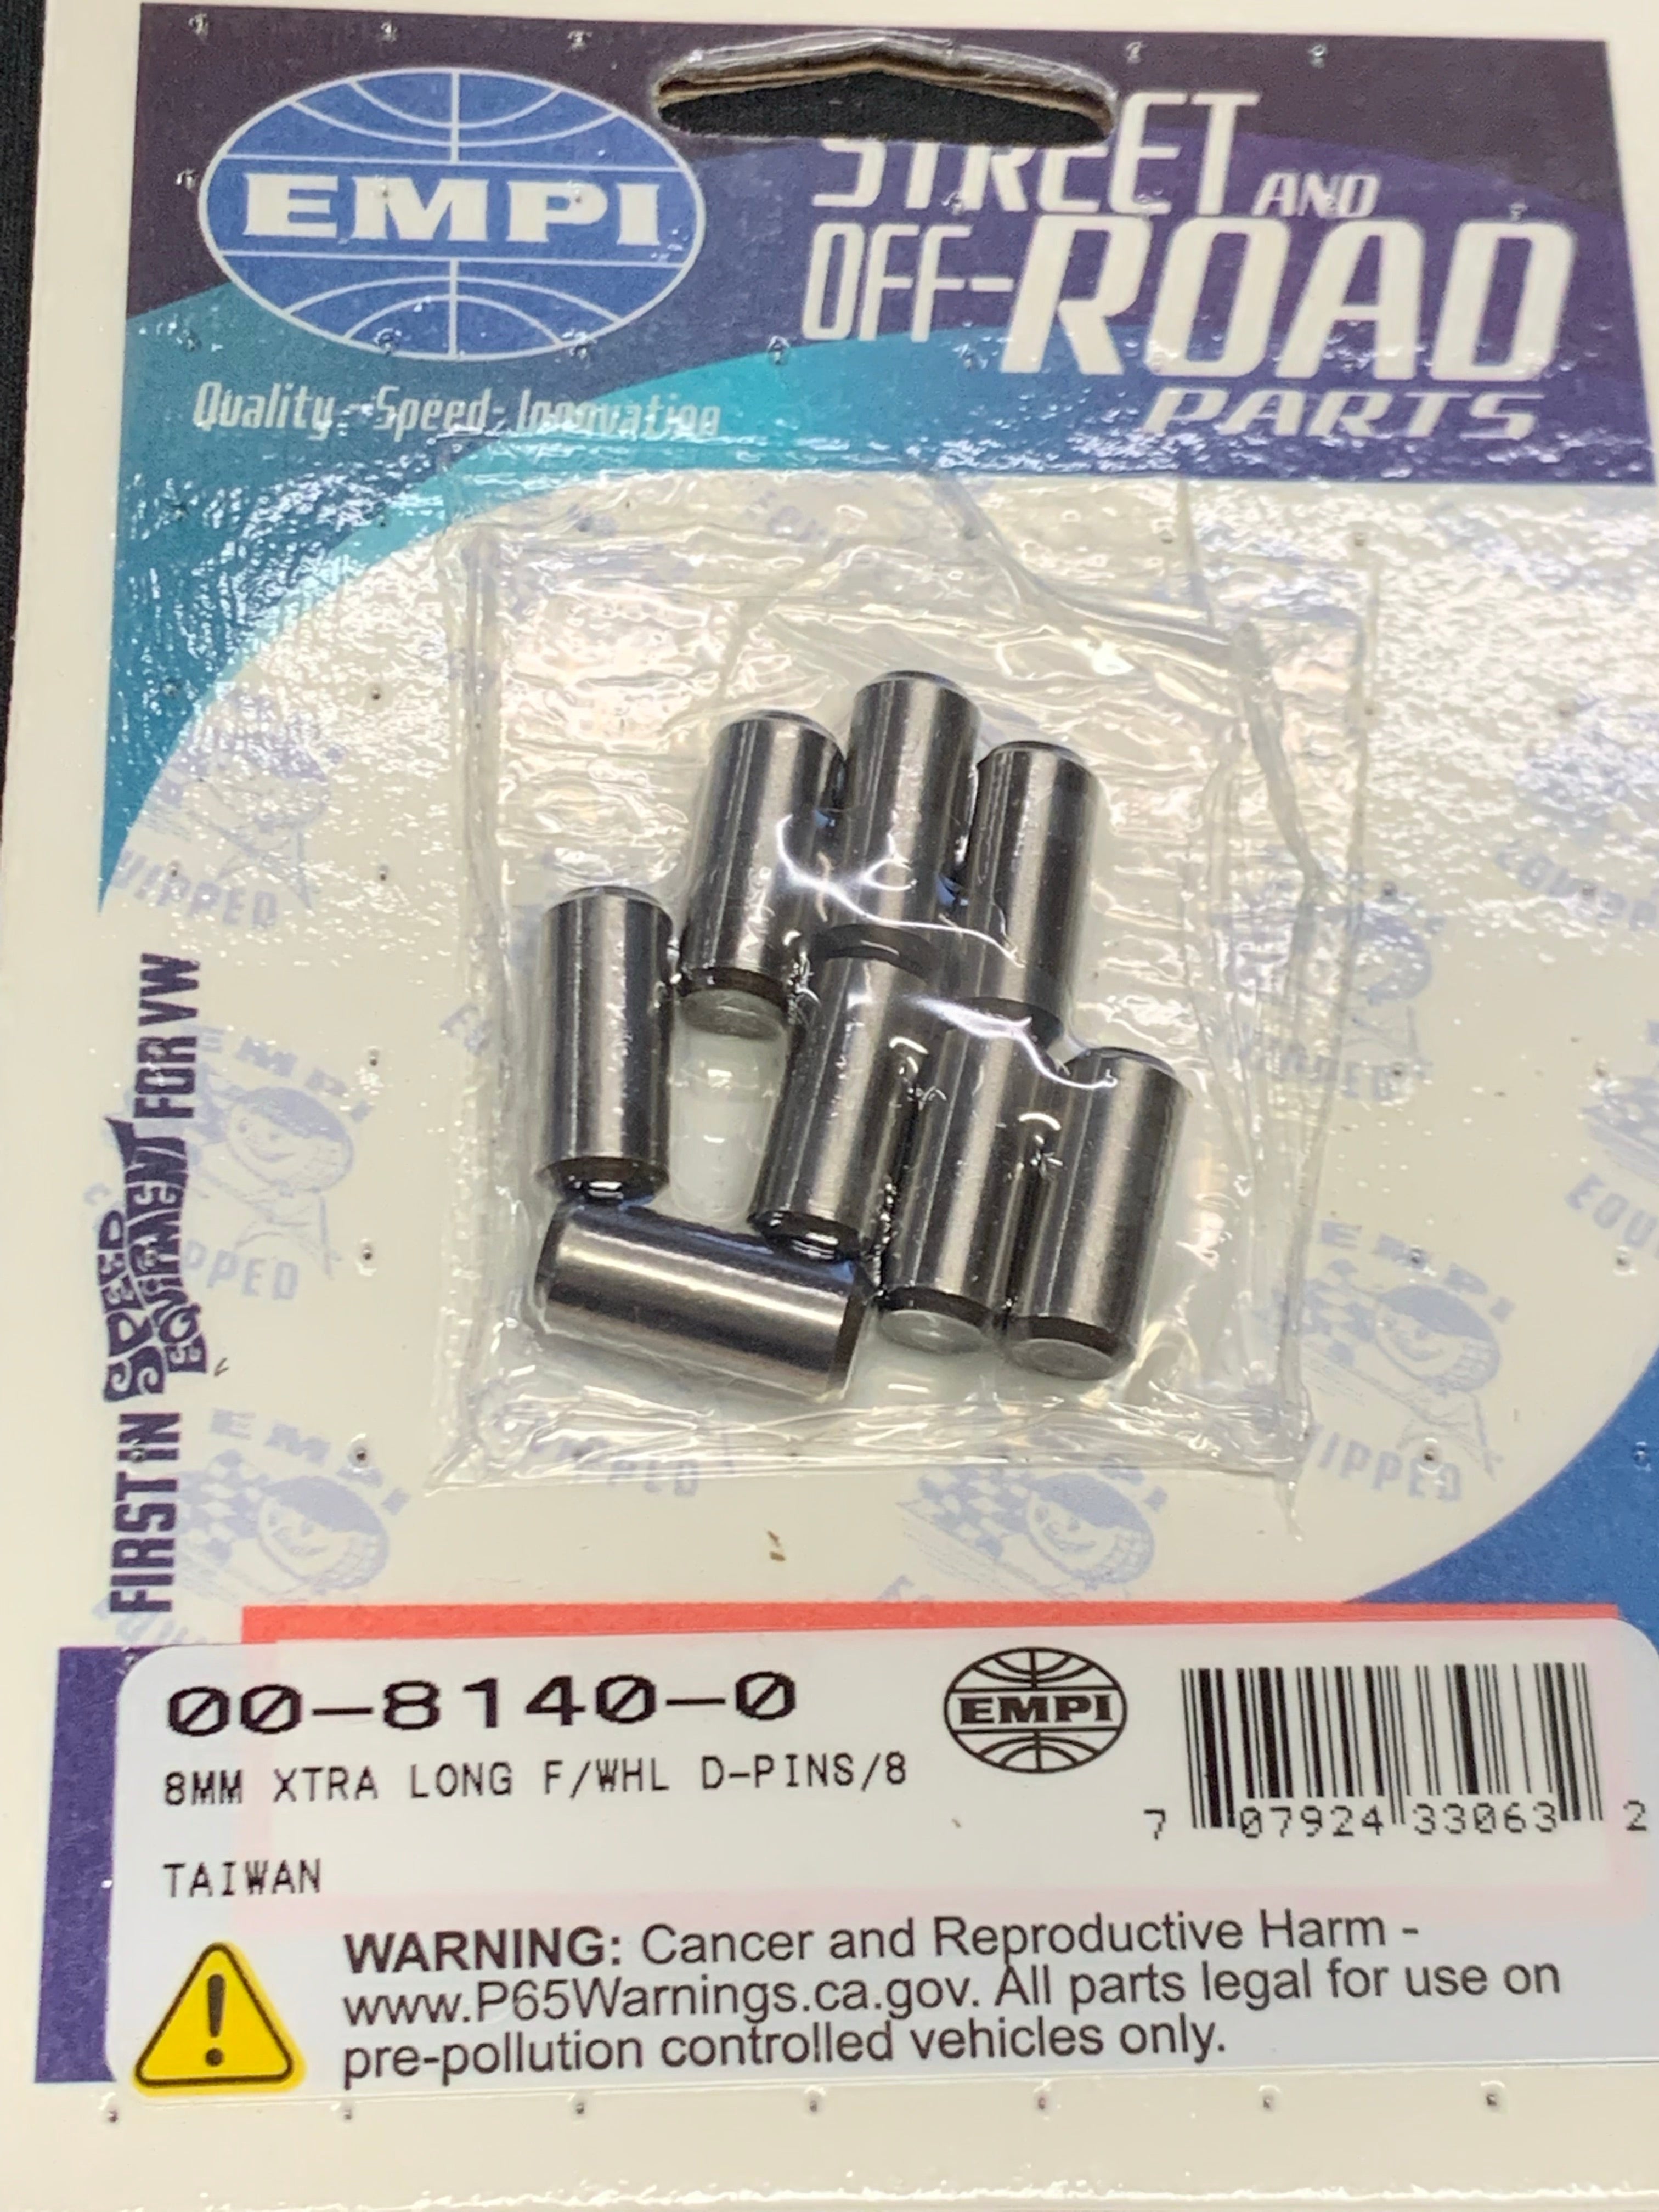 EMPI
STREET AND
OFF-ROAD
PARTS
Quality - Speed - Innovation
FIRST IN SPEED EQUIPMENT FOR VW
00-8140-0
8MM XTRA LONG F/WHL D-PINS/8
TAIWAN
EMPI
7 07924 33063 2
WARNING: Cancer and Reproductive Harm -
www.P65Warnings.ca.gov. All parts legal for use on
pre-pollution controlled vehicles only.
EMPI
EQUIPPED